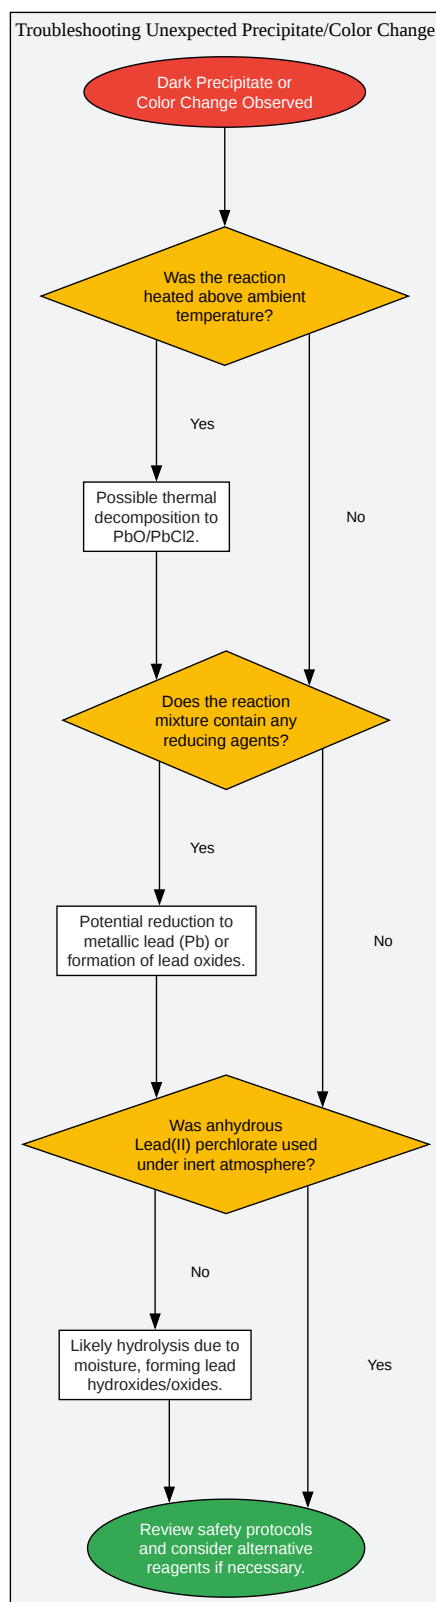 Troubleshooting Unexpected Precipitate/Color Change
Dark Precipitate or
Color Change Observed
Was the reaction
heated above ambient
temperature?
Yes
Possible thermal
decomposition to
PbO/PbCl2.
No
Does the reaction
mixture contain any
reducing agents?
Yes
Potential reduction to
metallic lead (Pb) or
formation of lead oxides.
No
Was anhydrous
Lead(II) perchlorate used
under inert atmosphere?
No
Likely hydrolysis due to
moisture, forming lead
hydroxides/oxides.
Yes
Review safety protocols
and consider alternative
reagents if necessary.